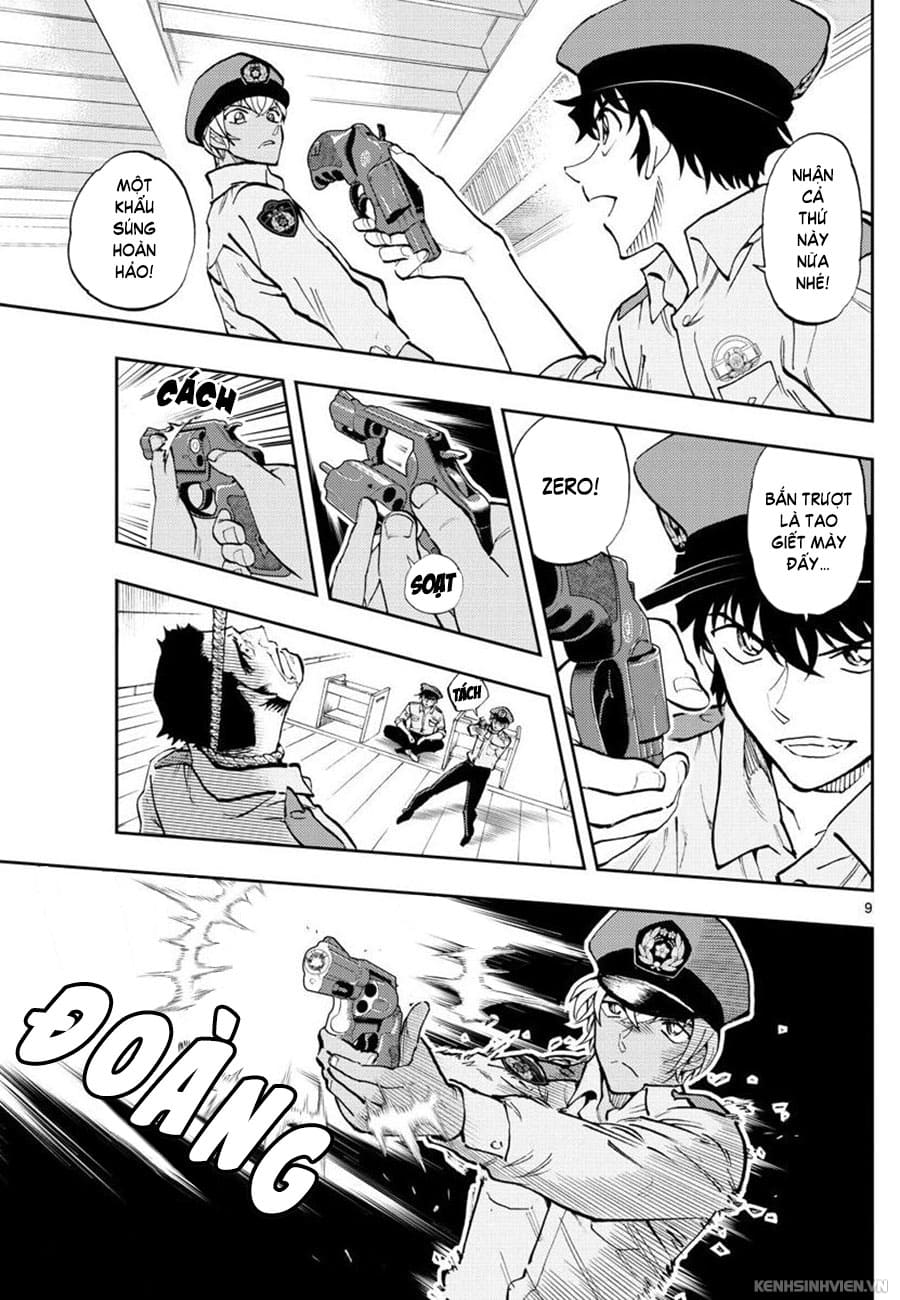 NHẬN
CẢ
THỨ
NÀY
NỮA
NHÉ!
MỘT
KHẨU
SÚNG
HOÀN
HẢO!
BẮN TRƯỢT
LÀ TAO
GIẾT MÀY
ĐẤY...
ZERO!
SOẠT
CÁCH
TÁCH
9
ĐOÀNG
KENHSINHVIEN.VN